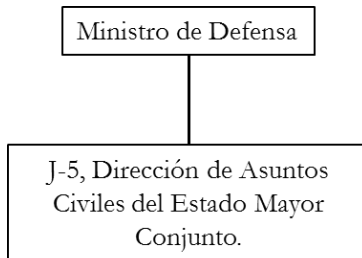 Ministro de Defensa
J-5, Dirección de Asuntos
Civiles del Estado Mayor
Conjunto.